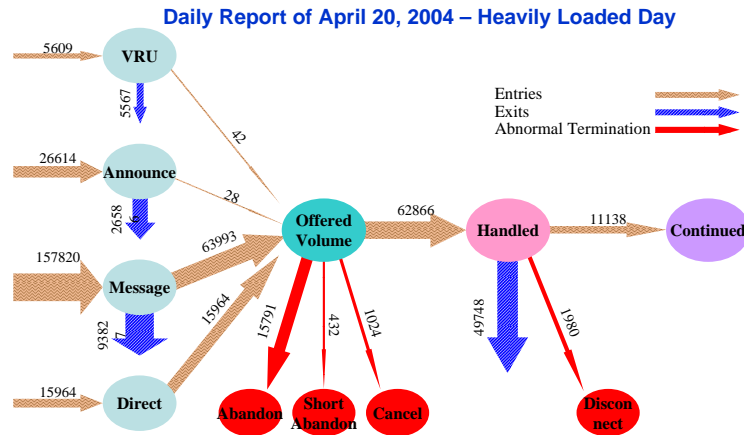 Daily Report of April 20, 2004 – Heavily Loaded Day
5609
VRU
5567
42
Entries
Exits
Abnormal Termination
26614
Announce
2658
6
28
Offered
Volume
62866
Handled
11138
Continued
157820
Message
63993
9382
7
15964
15791
432
1024
49748
1980
15964
Direct
Abandon
Short
Abandon
Cancel
Discon
nect